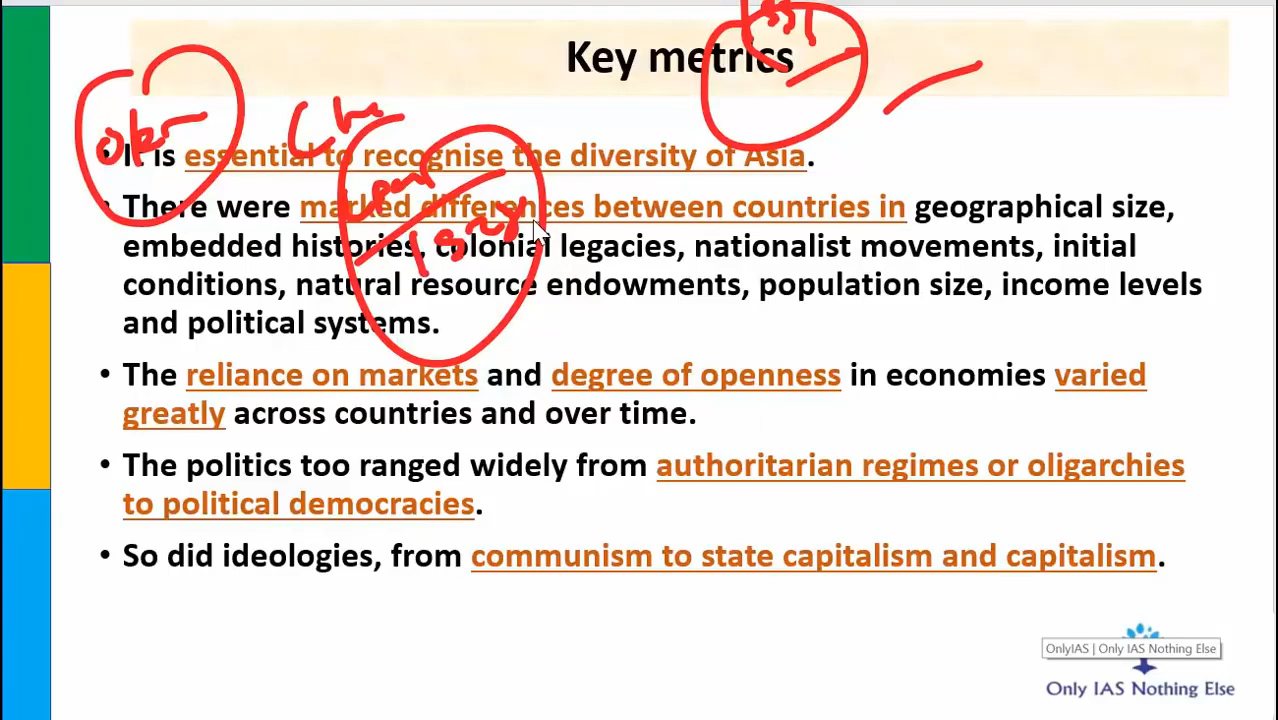 Key metrics
• It is essential to recognise the diversity of Asia.
• There were marked differences between countries in geographical size,
embedded histories, colonial legacies, nationalist movements, initial
conditions, natural resource endowments, population size, income levels
and political systems.
• The reliance on markets and degree of openness in economies varied
greatly across countries and over time.
• The politics too ranged widely from authoritarian regimes or oligarchies
to political democracies.
• So did ideologies, from communism to state capitalism and capitalism.
OnlyIAS | Only IAS Nothing Else
Only IAS Nothing Else